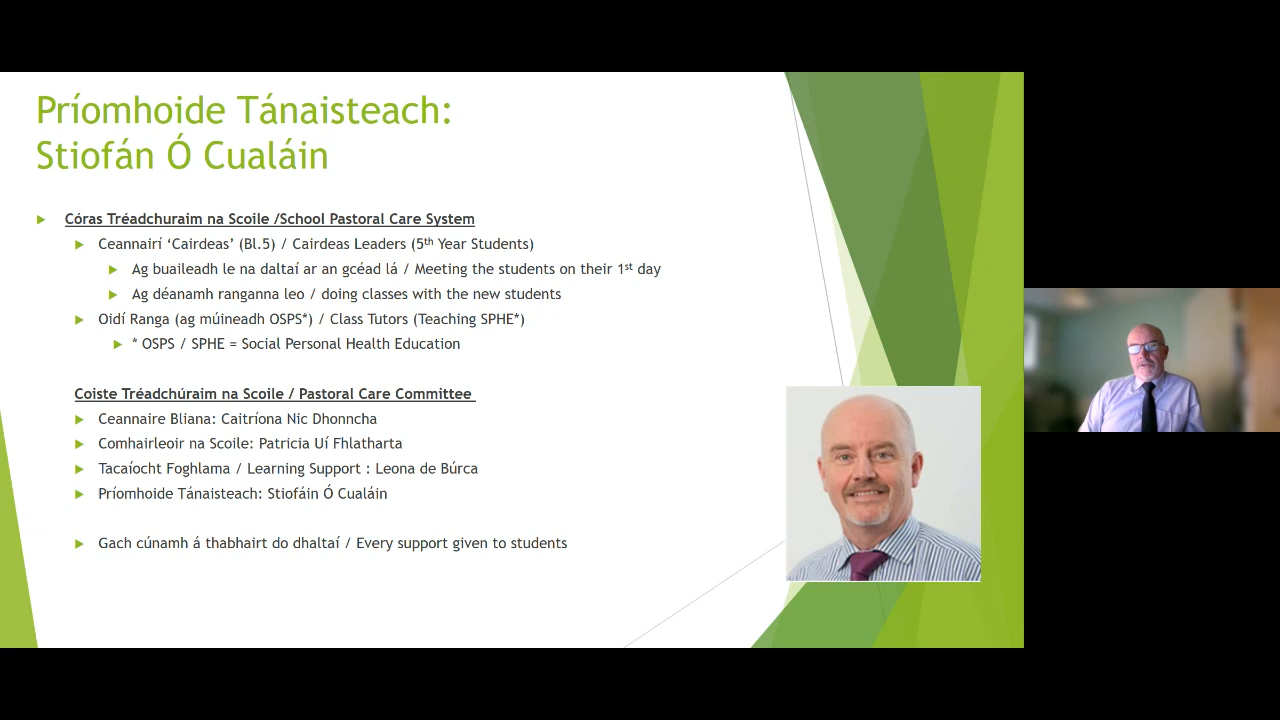 Príomhoide Tánaisteach:
Stiofán Ó Cualáin
Córas Tréadchuraim na Scoile /School Pastoral Care System
Ceannairí ‘Cairdeas’ (Bl.5) / Cairdeas Leaders (5th Year Students)
Ag buaileadh le na daltaí ar an gcéad lá / Meeting the students on their 1st day
Ag déanamh ranganna leo / doing classes with the new students
Oidí Ranga (ag múineadh OSPS*) / Class Tutors (Teaching SPHE*)
* OSPS / SPHE = Social Personal Health Education
Coiste Tréadchúraim na Scoile / Pastoral Care Committee
Ceannaire Bliana: Caitríona Nic Dhonncha
Comhairleoir na Scoile: Patricia Uí Fhlatharta
Tacaíocht Foghlama / Learning Support : Leona de Búrca
Príomhoide Tánaisteach: Stiofáin Ó Cualáin
Gach cúnamh á thabhairt do dhaltaí / Every support given to students